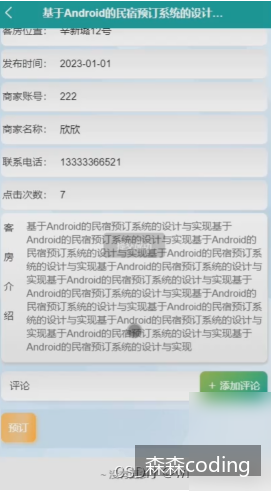 基于Android的民宿预订系统的设计...
客房位置: 幸新城12号
发布时间: 2023-01-01
商家账号: 222
商家名称: 欣欣
联系电话: 13333366521
点击次数: 7
客房介绍
基于Android的民宿预订系统的设计与实现基于
Android的民宿预订系统的设计与实现基于
Android的民宿预订系统的设计与实现基于Android的
民宿预订系统的设计与实现基于Android的民宿预订系
统的设计与实现基于Android的民宿预订系统的设计与
实现基于Android的民宿预订系统的设计与实现基于
Android的民宿预订系统的设计与实现基于Android的
民宿预订系统的设计与实现基于Android的民宿预订系
统的设计与实现基于Android的民宿预订系统的设计与实现基于
Android的民宿预订系统的设计与实现
评论
+ 添加评论
预订
森森coding